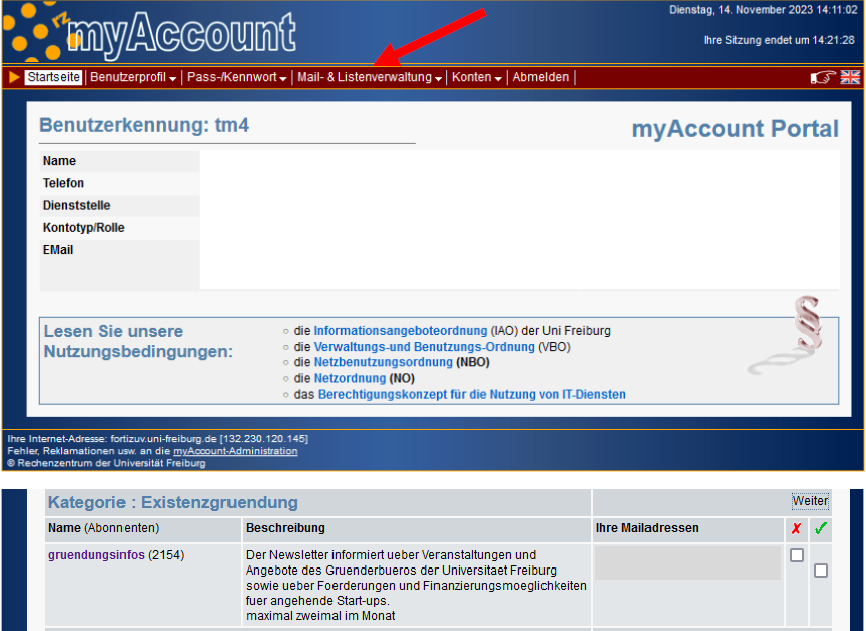 myAccount
Dienstag, 14. November 2023 14:11:02
Ihre Sitzung endet um 14:21:28
Startseite | Benutzerprofil | Pass-/Kennwort | Mail- & Listenverwaltung | Konten | Abmelden |
Benutzerkennung: tm4
myAccount Portal
Name
Telefon
Dienststelle
Kontotyp/Rolle
EMail
Lesen Sie unsere
Nutzungsbedingungen:
die Informationsangeboteordnung (IAO) der Uni Freiburg
die Verwaltungs-und Benutzungs-Ordnung (VBO)
die Netzbenutzungsordnung (NBO)
die Netzordnung (NO)
das Berechtigungskonzept für die Nutzung von IT-Diensten
§
Ihre Internet-Adresse: fortizuv.uni-freiburg.de [132.230.120.145]
Fehler, Reklamationen usw. an die myAccount-Administration
© Rechenzentrum der Universität Freiburg
Kategorie : Existenzgruendung
Weiter
Name (Abonnenten) Beschreibung Ihre Mailadressen ✗ ✓
gruendungsinfos (2154)
Der Newsletter informiert ueber Veranstaltungen und
Angebote des Gruenderbueros der Universitaet Freiburg
sowie ueber Foerderungen und Finanzierungsmoeglichkeiten
fuer angehende Start-ups.
maximal zweimal im Monat